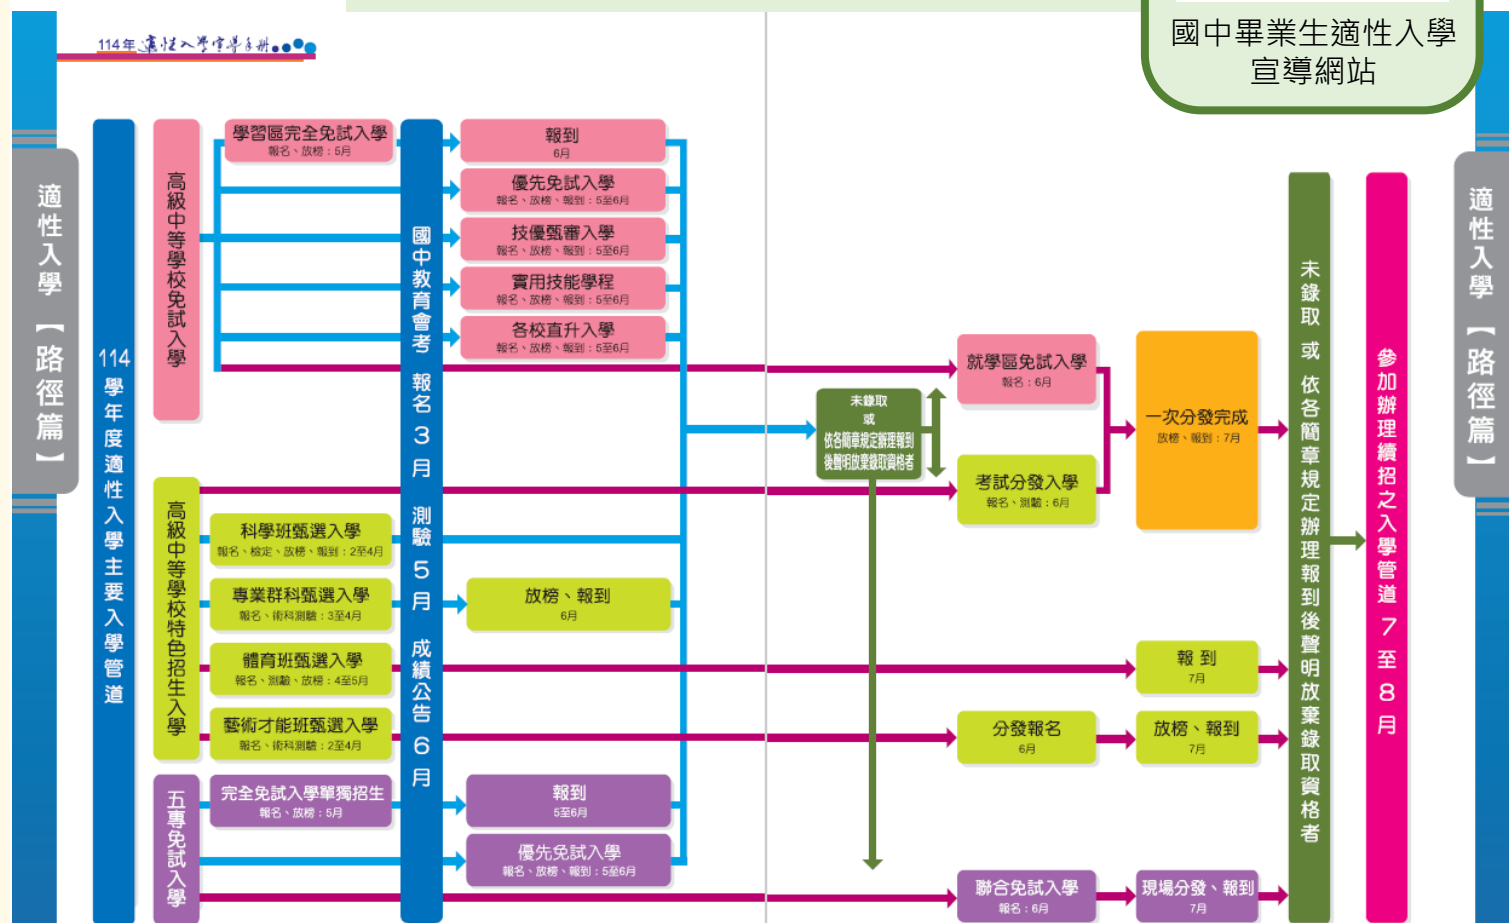 國中畢業生適性入學
宣導網站
114年適性入學宣導手冊
適性入學【路徑篇】
114學年度適性入學主要入學管道
高級中等學校免試入學
學習區完全免試入學
報名、放榜：5月
國中教育會考 報名3月 測驗5月 成績公告6月
報到
6月
優先免試入學
報名、放榜、報到：5至6月
技優甄審入學
報名、放榜、報到：5至6月
實用技能學程
報名、放榜、報到：5至6月
各校直升入學
報名、放榜、報到：5至6月
就學區免試入學
報名：6月
未錄取
或
依各簡章規定辦理報到
後聲明放棄錄取資格者
一次分發完成
放榜、報到：7月
考試分發入學
報名、測驗：6月
高級中等學校特色招生入學
科學班甄選入學
報名、檢定、放榜、報到：2至4月
專業群科甄選入學
報名、術科測驗：3至4月
放榜、報到
6月
體育班甄選入學
報名、測驗、放榜：4至5月
報到
7月
藝術才能班甄選入學
報名、術科測驗：2至4月
分發報名
6月
放榜、報到
7月
五專免試入學
完全免試入學單獨招生
報名、放榜：5月
報到
5至6月
優先免試入學
報名、放榜、報到：5至6月
聯合免試入學
報名：6月
現場分發、報到
7月
未錄取 或 依各簡章規定辦理報到後聲明放棄錄取資格者
參加辦理續招之入學管道7至8月
適性入學【路徑篇】